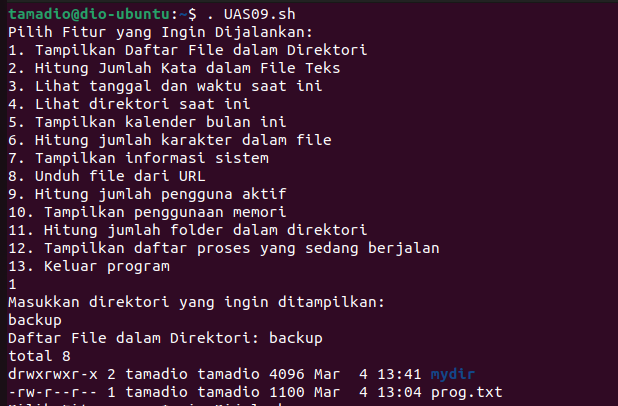 tamadio@dio-ubuntu:~$ . UAS09.sh
Pilih Fitur yang Ingin Dijalankan:
1. Tampilkan Daftar File dalam Direktori
2. Hitung Jumlah Kata dalam File Teks
3. Lihat tanggal dan waktu saat ini
4. Lihat direktori saat ini
5. Tampilkan kalender bulan ini
6. Hitung jumlah karakter dalam file
7. Tampilkan informasi sistem
8. Unduh file dari URL
9. Hitung jumlah pengguna aktif
10. Tampilkan penggunaan memori
11. Hitung jumlah folder dalam direktori
12. Tampilkan daftar proses yang sedang berjalan
13. Keluar program
1
Masukkan direktori yang ingin ditampilkan:
backup
Daftar File dalam Direktori: backup
total 8
drwxrwxr-x 2 tamadio tamadio 4096 Mar  4 13:41 mydir
-rw-r--r-- 1 tamadio tamadio 1100 Mar  4 13:04 prog.txt